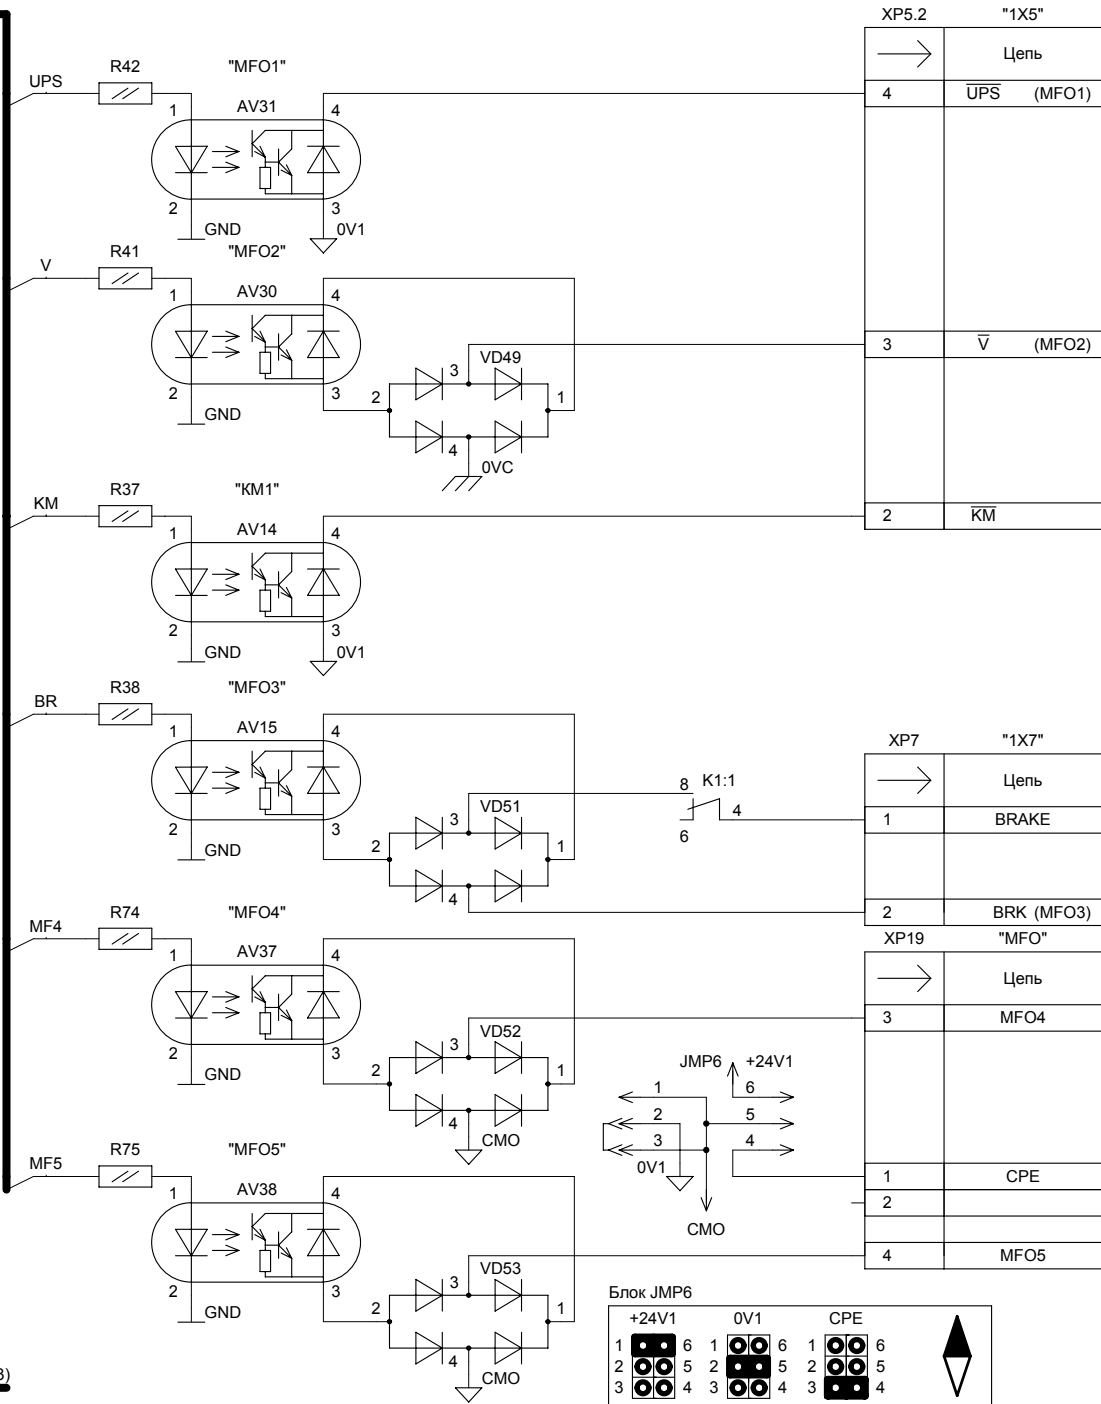 XP5.2 "1X5"
Цепь
4 UPS (MFO1)
UPS R42 "MFO1"
AV31
1 4
2 3
GND 0V1
V R41 "MFO2"
AV30
1 4
2 3
GND
VD49
2 3 1
4
0VC
3 V (MFO2)
KM R37 "KM1"
AV14
1 4
2 3
GND 0V1
2 KM
BR R38 "MFO3"
AV15
1 4
2 3
GND
VD51
2 3 1
4
8 K1:1
4
6
XP7 "1X7"
Цепь
1 BRAKE
2 BRK (MFO3)
MF4 R74 "MFO4"
AV37
1 4
2 3
GND
VD52
2 3 1
4
CMO
XP19 "MFO"
Цепь
3 MFO4
JMP6 +24V1
1 6
2 5
3 4
0V1
CMO
1 CPE
2
4 MFO5
MF5 R75 "MFO5"
AV38
1 4
2 3
GND
VD53
2 3 1
4
CMO
Блок JMP6
+24V1 0V1 CPE
1 6 1 6 1 6
2 5 2 5 2 5
3 4 3 4 3 4